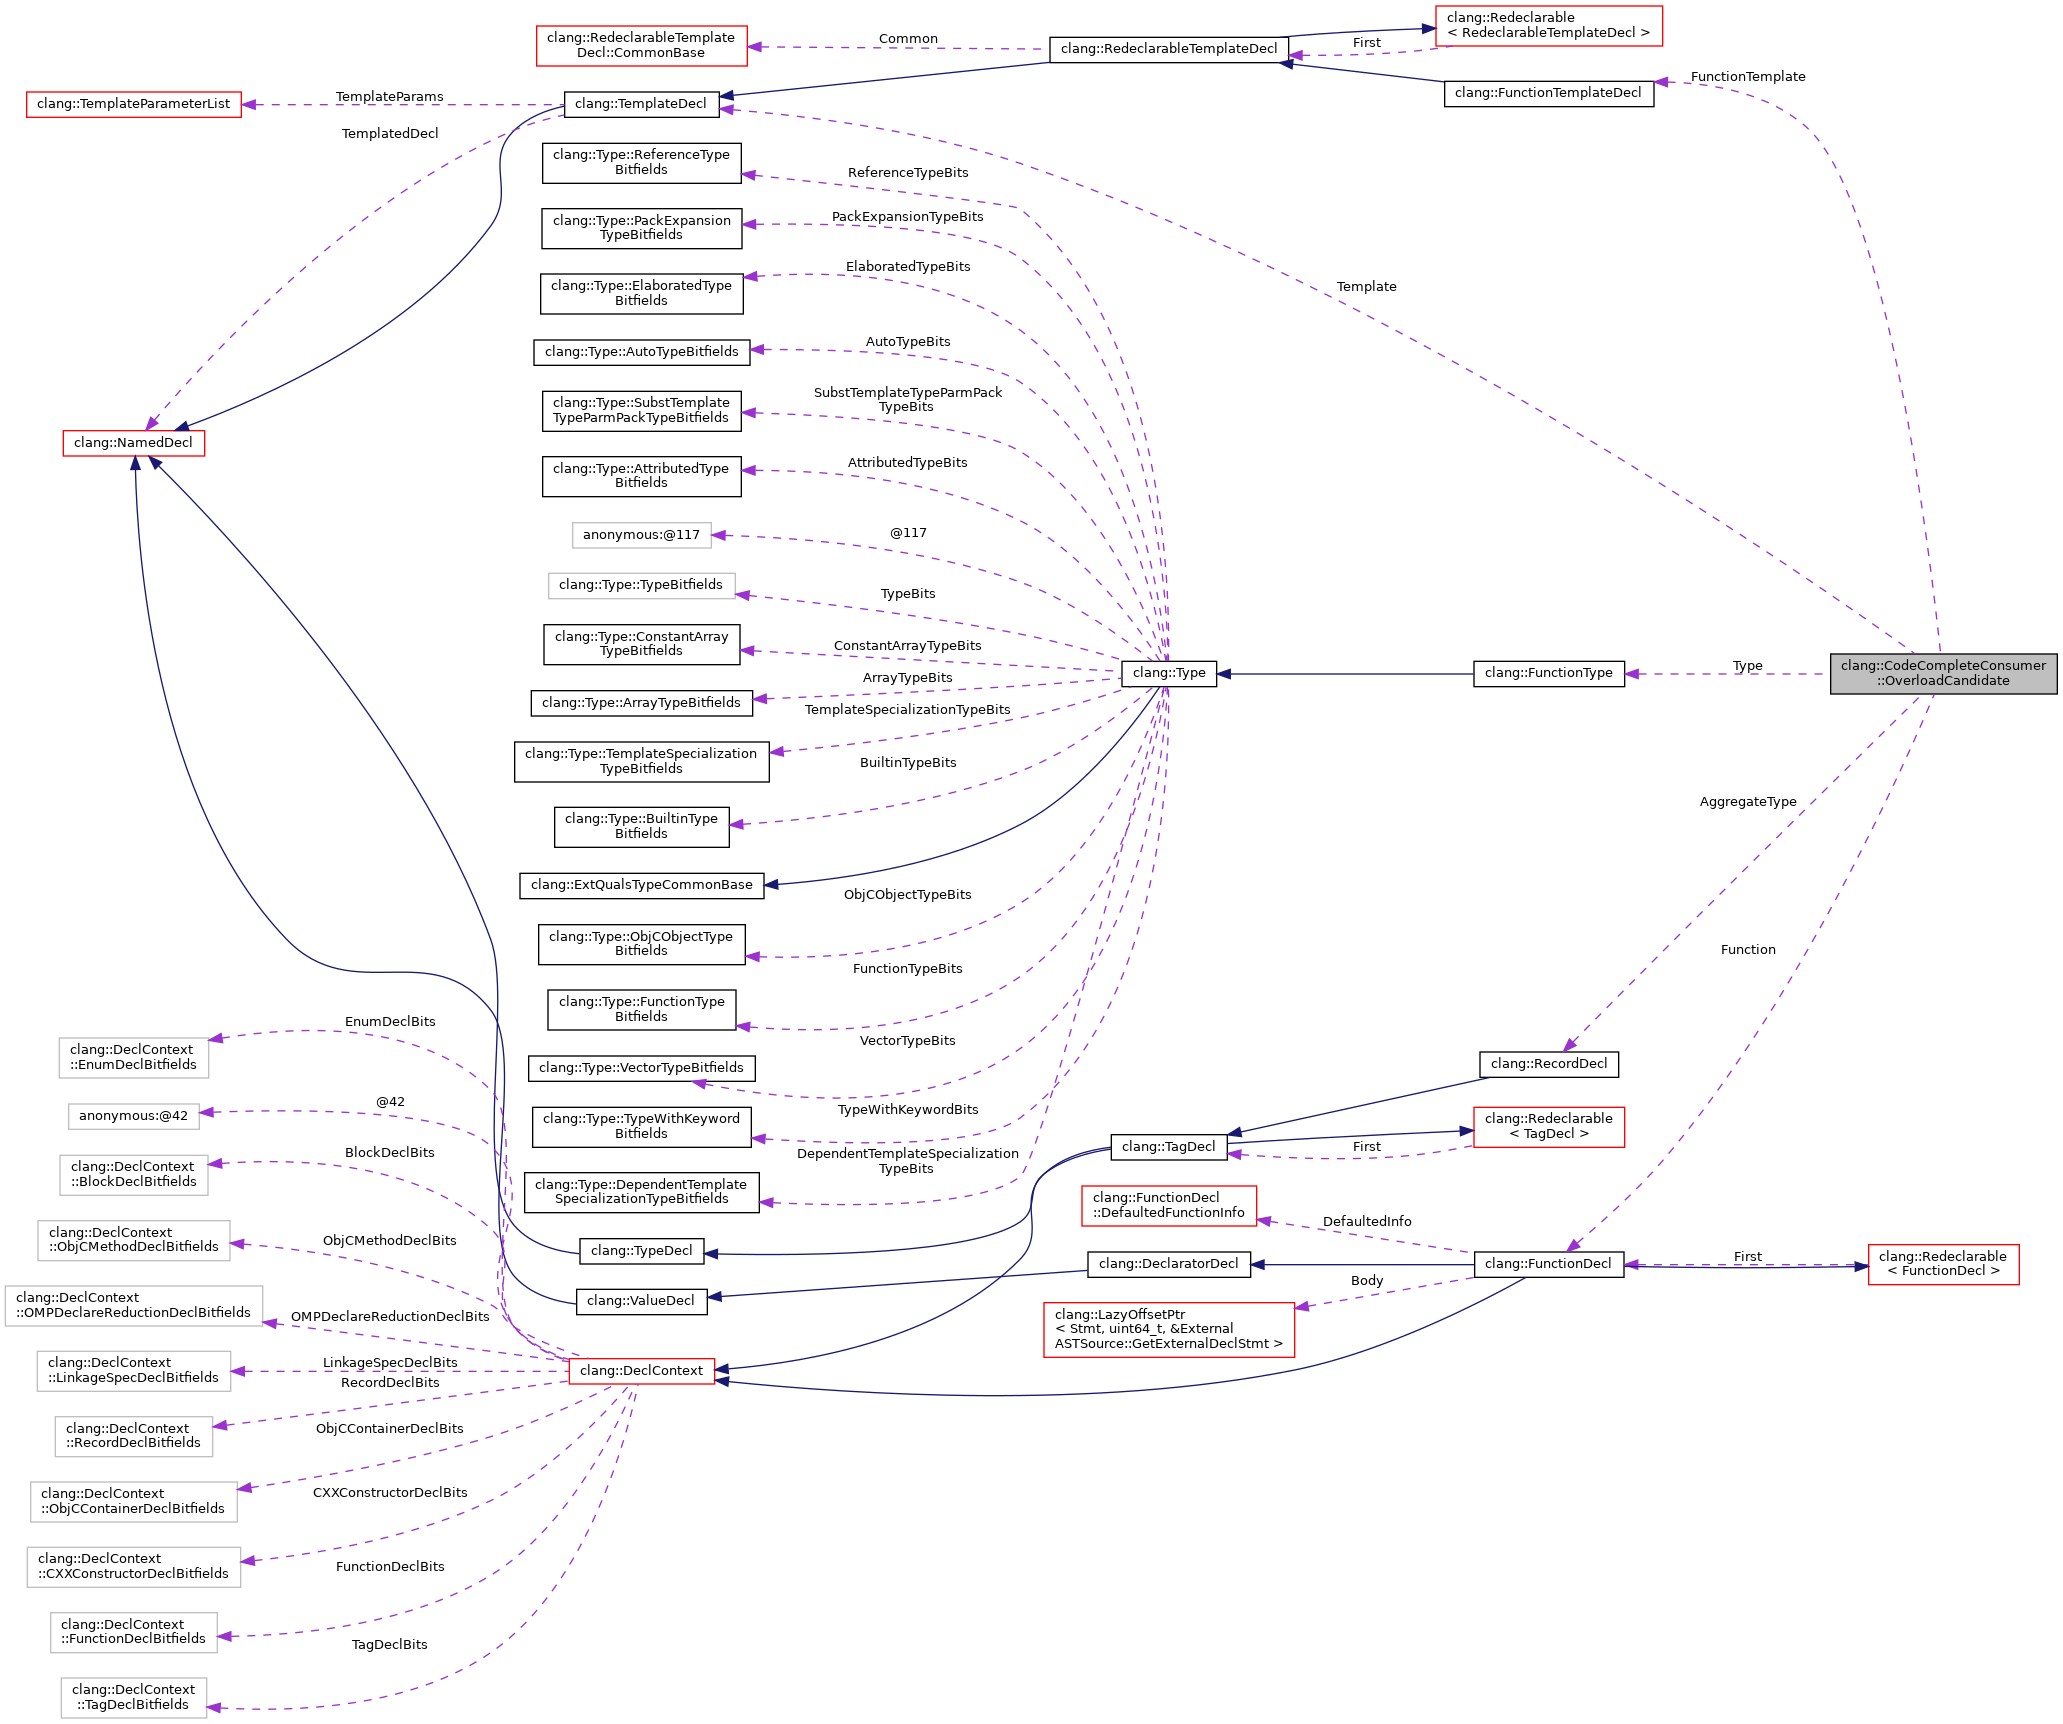 clang::RedeclarableTemplate
Decl::CommonBase
Common
clang::RedeclarableTemplateDecl
First
clang::Redeclarable
< RedeclarableTemplateDecl >
FunctionTemplate
clang::FunctionTemplateDecl
clang::TemplateParameterList
TemplateParams
clang::TemplateDecl
TemplatedDecl
clang::Type::ReferenceType
Bitfields
ReferenceTypeBits
clang::Type::PackExpansion
TypeBitfields
PackExpansionTypeBits
clang::Type::ElaboratedType
Bitfields
ElaboratedTypeBits
Template
clang::Type::AutoTypeBitfields
AutoTypeBits
clang::Type::SubstTemplate
TypeParmPackTypeBitfields
SubstTemplateTypeParmPack
TypeBits
clang::NamedDecl
clang::Type::AttributedType
Bitfields
AttributedTypeBits
anonymous:@117
@117
clang::Type::TypeBitfields
TypeBits
clang::Type::ConstantArray
TypeBitfields
ConstantArrayTypeBits
clang::Type
clang::FunctionType
Type
clang::CodeCompleteConsumer
::OverloadCandidate
ArrayTypeBits
clang::Type::ArrayTypeBitfields
TemplateSpecializationTypeBits
clang::Type::TemplateSpecialization
TypeBitfields
BuiltinTypeBits
clang::Type::BuiltinType
Bitfields
AggregateType
clang::ExtQualsTypeCommonBase
ObjCObjectTypeBits
clang::Type::ObjCObjectType
Bitfields
Function
FunctionTypeBits
clang::Type::FunctionType
Bitfields
VectorTypeBits
clang::Type::VectorTypeBitfields
clang::RecordDecl
EnumDeclBits
clang::DeclContext
::EnumDeclBitfields
@42
anonymous:@42
clang::Type::TypeWithKeyword
Bitfields
TypeWithKeywordBits
clang::TagDecl
First
clang::Redeclarable
< TagDecl >
BlockDeclBits
clang::DeclContext
::BlockDeclBitfields
DependentTemplateSpecialization
TypeBits
clang::Type::DependentTemplate
SpecializationTypeBitfields
clang::FunctionDecl
::DefaultedFunctionInfo
DefaultedInfo
ObjCMethodDeclBits
clang::DeclContext
::ObjCMethodDeclBitfields
clang::TypeDecl
clang::DeclaratorDecl
clang::FunctionDecl
First
clang::Redeclarable
< FunctionDecl >
Body
clang::DeclContext
::OMPDeclareReductionDeclBitfields
OMPDeclareReductionDeclBits
clang::ValueDecl
clang::LazyOffsetPtr
< Stmt, uint64_t, &External
ASTSource::GetExternalDeclStmt >
LinkageSpecDeclBits
clang::DeclContext
::LinkageSpecDeclBitfields
clang::DeclContext
RecordDeclBits
clang::DeclContext
::RecordDeclBitfields
ObjCContainerDeclBits
clang::DeclContext
::ObjCContainerDeclBitfields
CXXConstructorDeclBits
clang::DeclContext
::CXXConstructorDeclBitfields
FunctionDeclBits
clang::DeclContext
::FunctionDeclBitfields
TagDeclBits
clang::DeclContext
::TagDeclBitfields